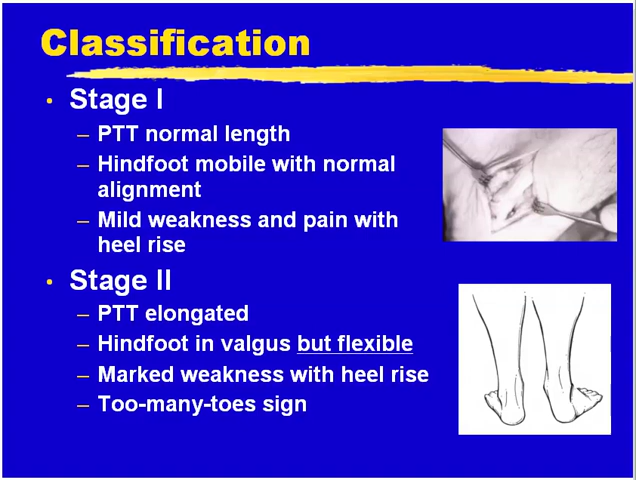 Classification
• Stage I
– PTT normal length
– Hindfoot mobile with normal
alignment
– Mild weakness and pain with
heel rise
• Stage II
– PTT elongated
– Hindfoot in valgus but flexible
– Marked weakness with heel rise
– Too-many-toes sign